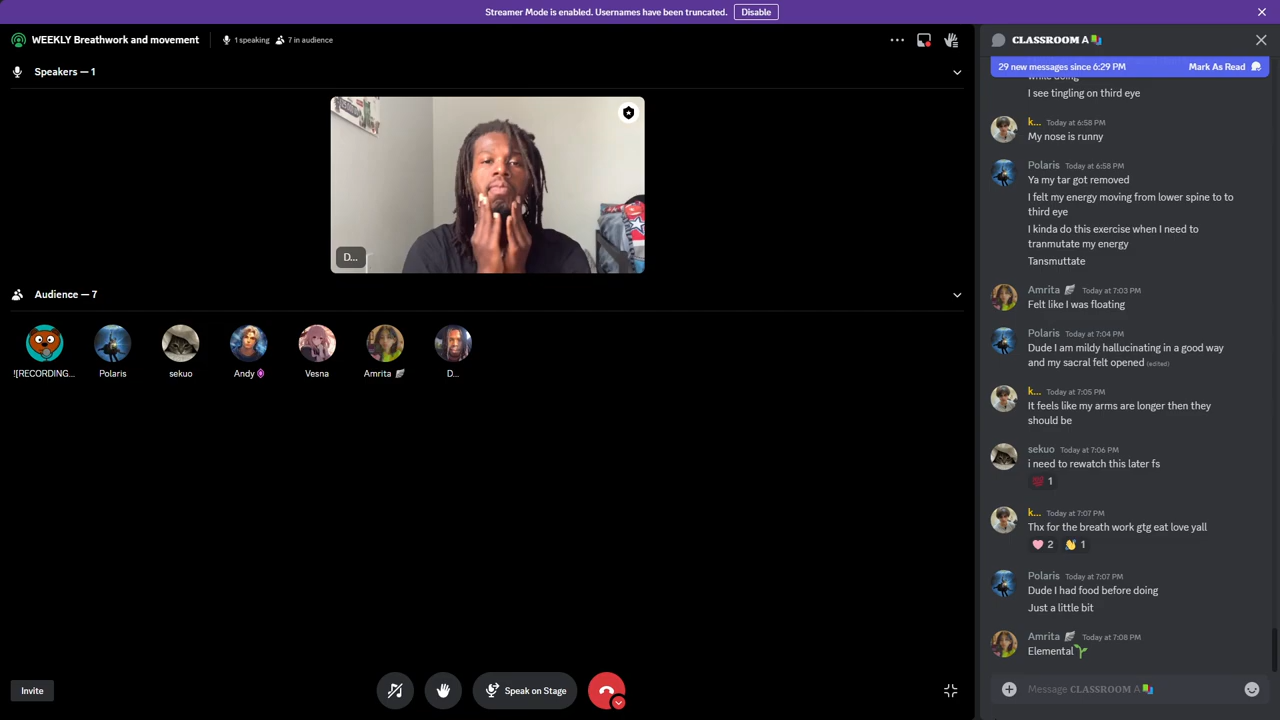 Streamer Mode is enabled. Usernames have been truncated. Disable
WEEKLY Breathwork and movement
1 speaking 7 in audience
Speakers — 1
D...
Audience — 7
![RECORDING...
Polaris
sekuo
Andy
Vesna
Amrita
D...
Invite
Speak on Stage
CLASSROOM A
29 new messages since 6:29 PM Mark As Read
while doing
I see tingling on third eye
k... Today at 6:58 PM
My nose is runny
Polaris Today at 6:58 PM
Ya my tar got removed
I felt my energy moving from lower spine to to
third eye
I kinda do this exercise when I need to
tranmutate my energy
Tansmuttate
Amrita Today at 7:03 PM
Felt like I was floating
Polaris Today at 7:04 PM
Dude I am mildy hallucinating in a good way
and my sacral felt opened (edited)
k... Today at 7:05 PM
It feels like my arms are longer then they
should be
sekuo Today at 7:06 PM
i need to rewatch this later fs
💯 1
k... Today at 7:07 PM
Thx for the breath work gtg eat love yall
🩷 2 👋 1
Polaris Today at 7:07 PM
Dude I had food before doing
Just a little bit
Amrita Today at 7:08 PM
Elemental🌱
Message CLASSROOM A